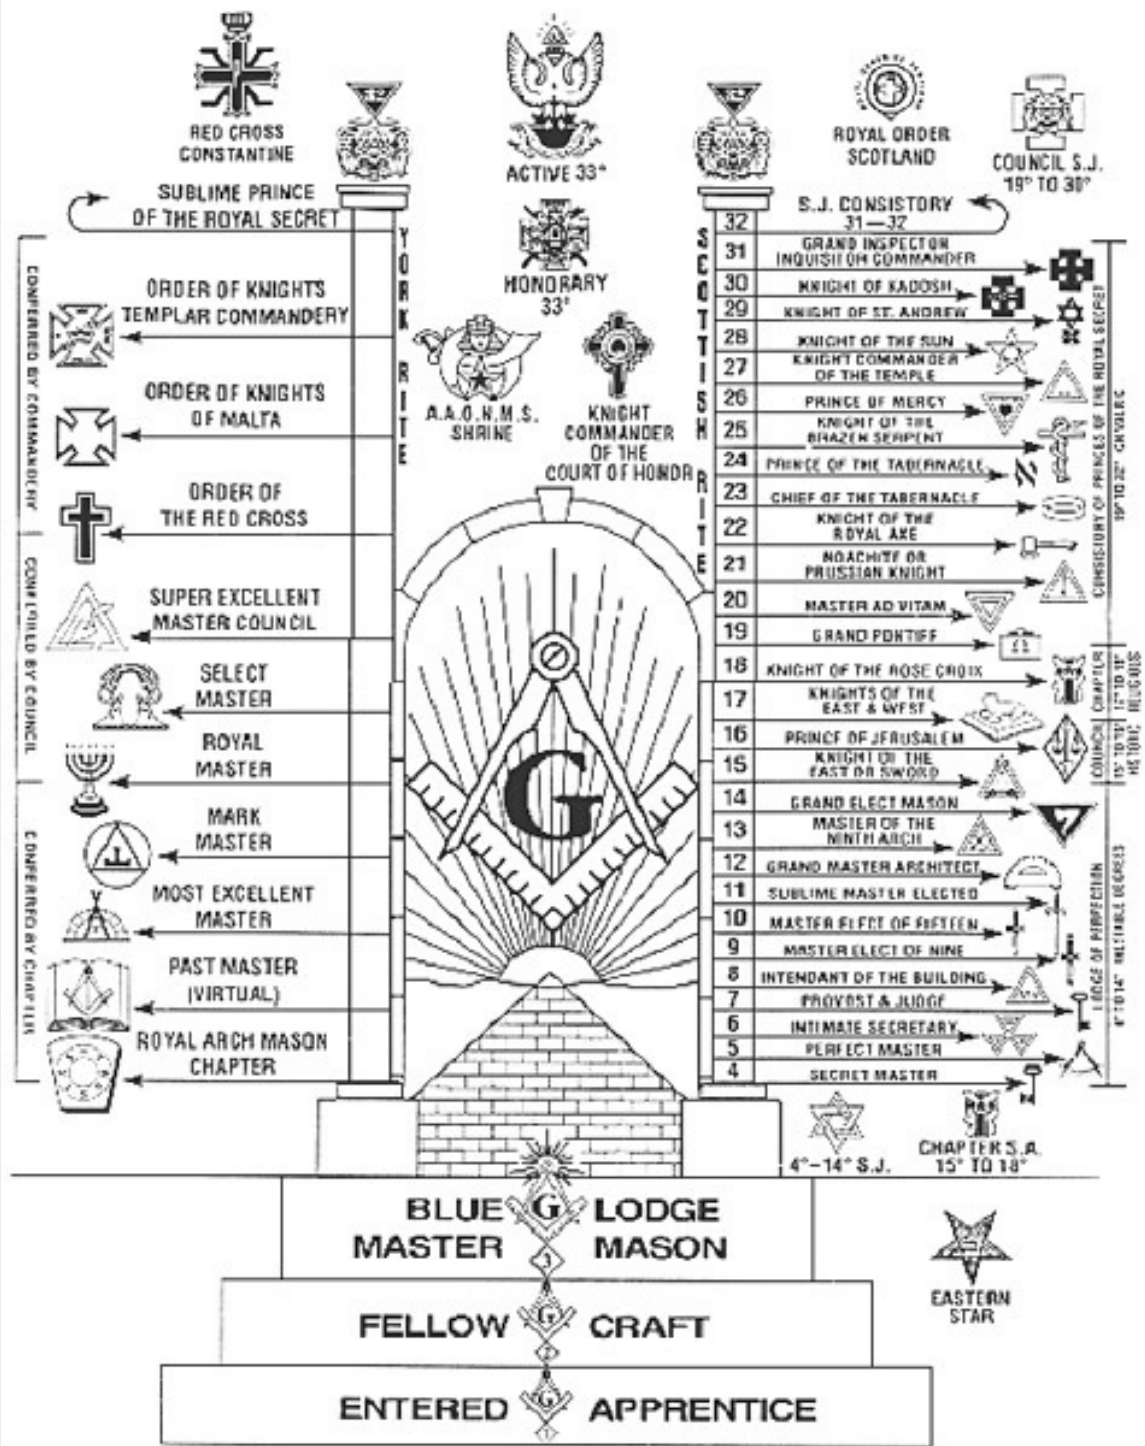 RED CROSS
CONSTANTINE
ACTIVE 33°
ROYAL ORDER
SCOTLAND
COUNCIL S.J.
19° TO 30°
SUBLIME PRINCE
OF THE ROYAL SECRET
HONORARY
33°
S.J. CONSISTORY
31—32
YORK RITE
SCOTTISH RITE
CONFERRED BY COMMANDERY
ORDER OF KNIGHTS
TEMPLAR COMMANDERY
ORDER OF KNIGHTS
OF MALTA
ORDER OF
THE RED CROSS
CONFERRED BY COUNCIL
SUPER EXCELLENT
MASTER COUNCIL
SELECT
MASTER
ROYAL
MASTER
CONFERRED BY CHAPTER
MARK
MASTER
MOST EXCELLENT
MASTER
PAST MASTER
(VIRTUAL)
ROYAL ARCH MASON
CHAPTER
A.A.O.N.M.S.
SHRINE
KNIGHT
COMMANDER
OF THE
COURT OF HONOR
G
32
31
GRAND INSPECTOR
INQUISITOR COMMANDER
30
KNIGHT OF KADOSH
29
KNIGHT OF ST. ANDREW
28
KNIGHT OF THE SUN
27
KNIGHT COMMANDER
OF THE TEMPLE
26
PRINCE OF MERCY
25
KNIGHT OF THE
BRAZEN SERPENT
24
PRINCE OF THE TABERNACLE
23
CHIEF OF THE TABERNACLE
22
KNIGHT OF THE
ROYAL AXE
21
NOACHITE OR
PRUSSIAN KNIGHT
20
MASTER AD VITAM
19
GRAND PONTIFF
18
KNIGHT OF THE ROSE CROIX
17
KNIGHTS OF THE
EAST & WEST
16
PRINCE OF JERUSALEM
15
KNIGHT OF THE
EAST OR SWORD
14
GRAND ELECT MASON
13
MASTER OF THE
NINTH ARCH
12
GRAND MASTER ARCHITECT
11
SUBLIME MASTER ELECTED
10
MASTER ELECT OF FIFTEEN
9
MASTER ELECT OF NINE
8
INTENDANT OF THE BUILDING
7
PROVOST & JUDGE
6
INTIMATE SECRETARY
5
PERFECT MASTER
4
SECRET MASTER
CONSISTORY OF PRINCES OF THE ROYAL SECRET
CHAPTER
COUNCIL
LODGE OF PERFECTION
4° TO 14° INEFFABLE DEGREES
4°–14° S.J.
CHAPTER S.A.
15° TO 18°
BLUE G LODGE
MASTER 3 MASON
FELLOW G CRAFT
2
ENTERED G APPRENTICE
1
EASTERN
STAR